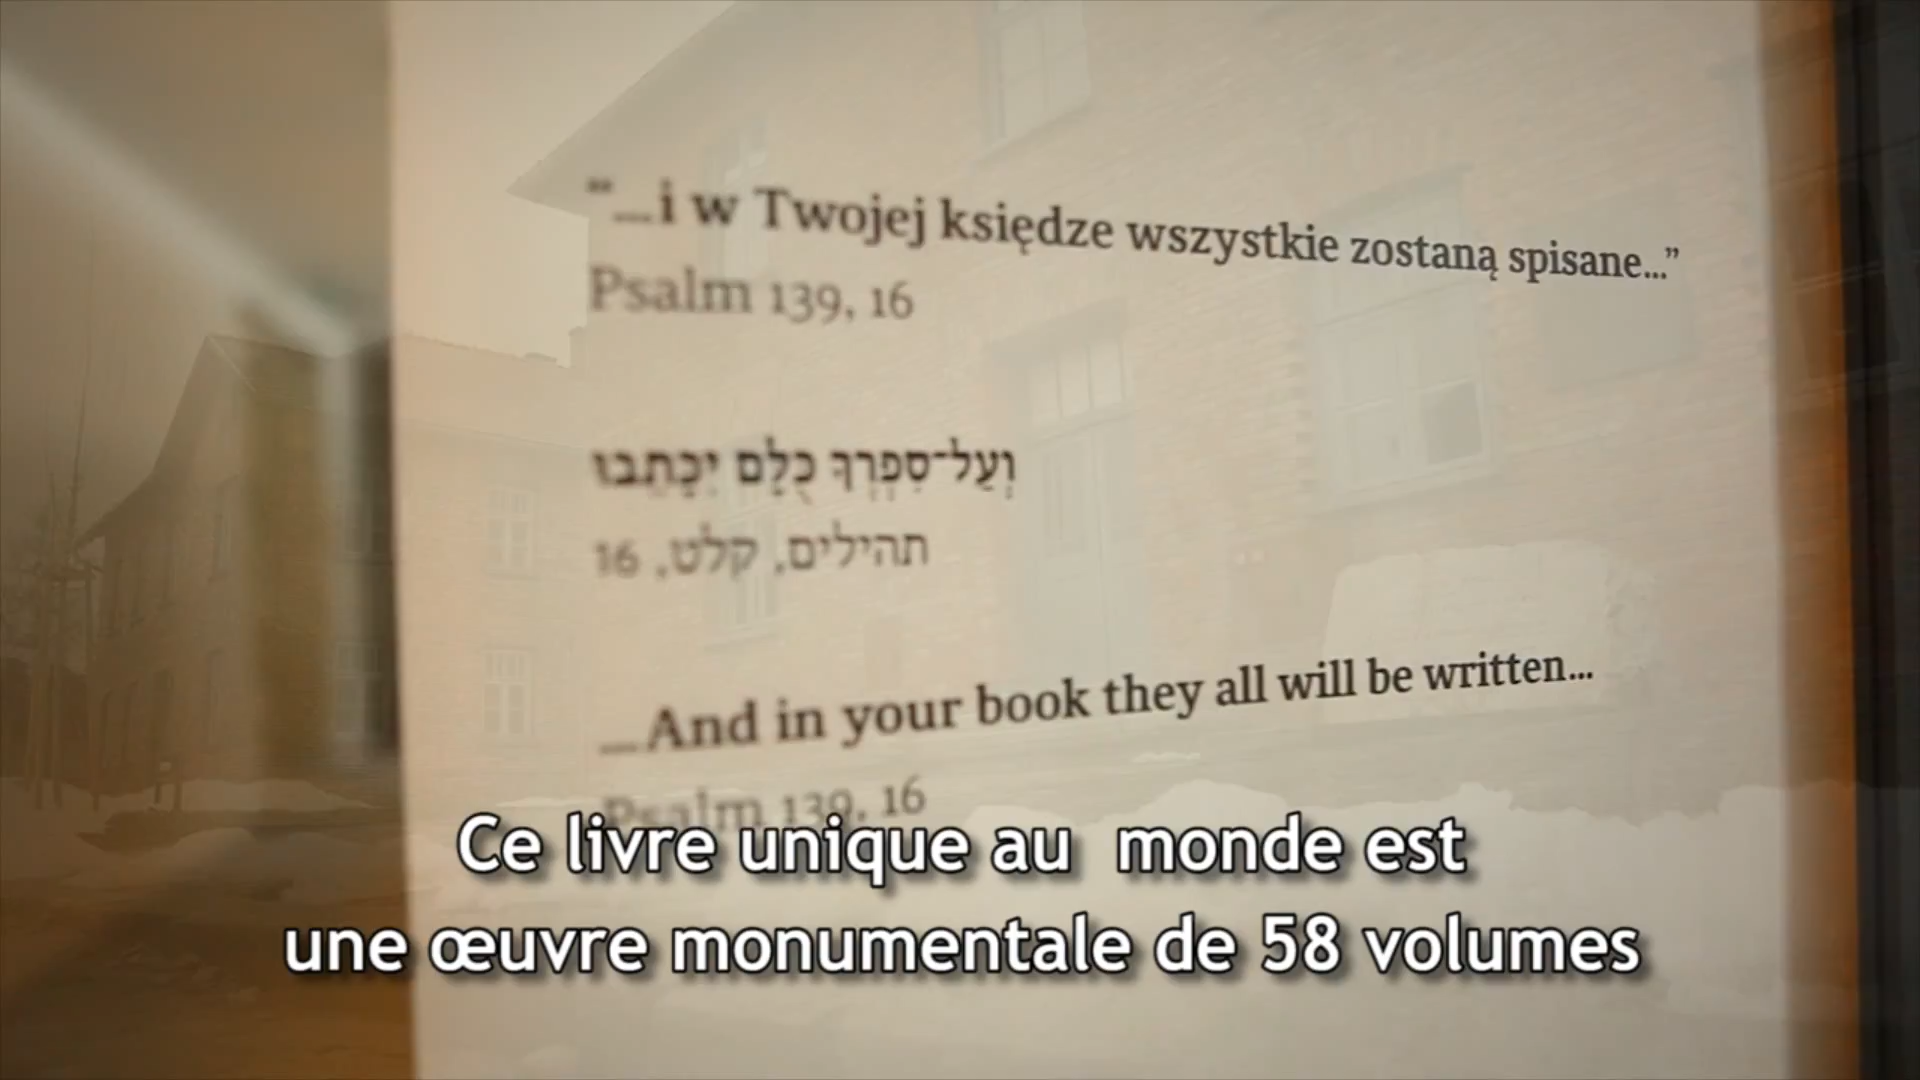 “...i w Twojej księdze wszystkie zostaną spisane...”
Psalm 139, 16
וְעַל־סִפְרְךָ כֻּלָּם יִכָּתֵבוּ
תהילים, קלט, 16
...And in your book they all will be written...
Psalm 139, 16
Ce livre unique au monde est
une œuvre monumentale de 58 volumes